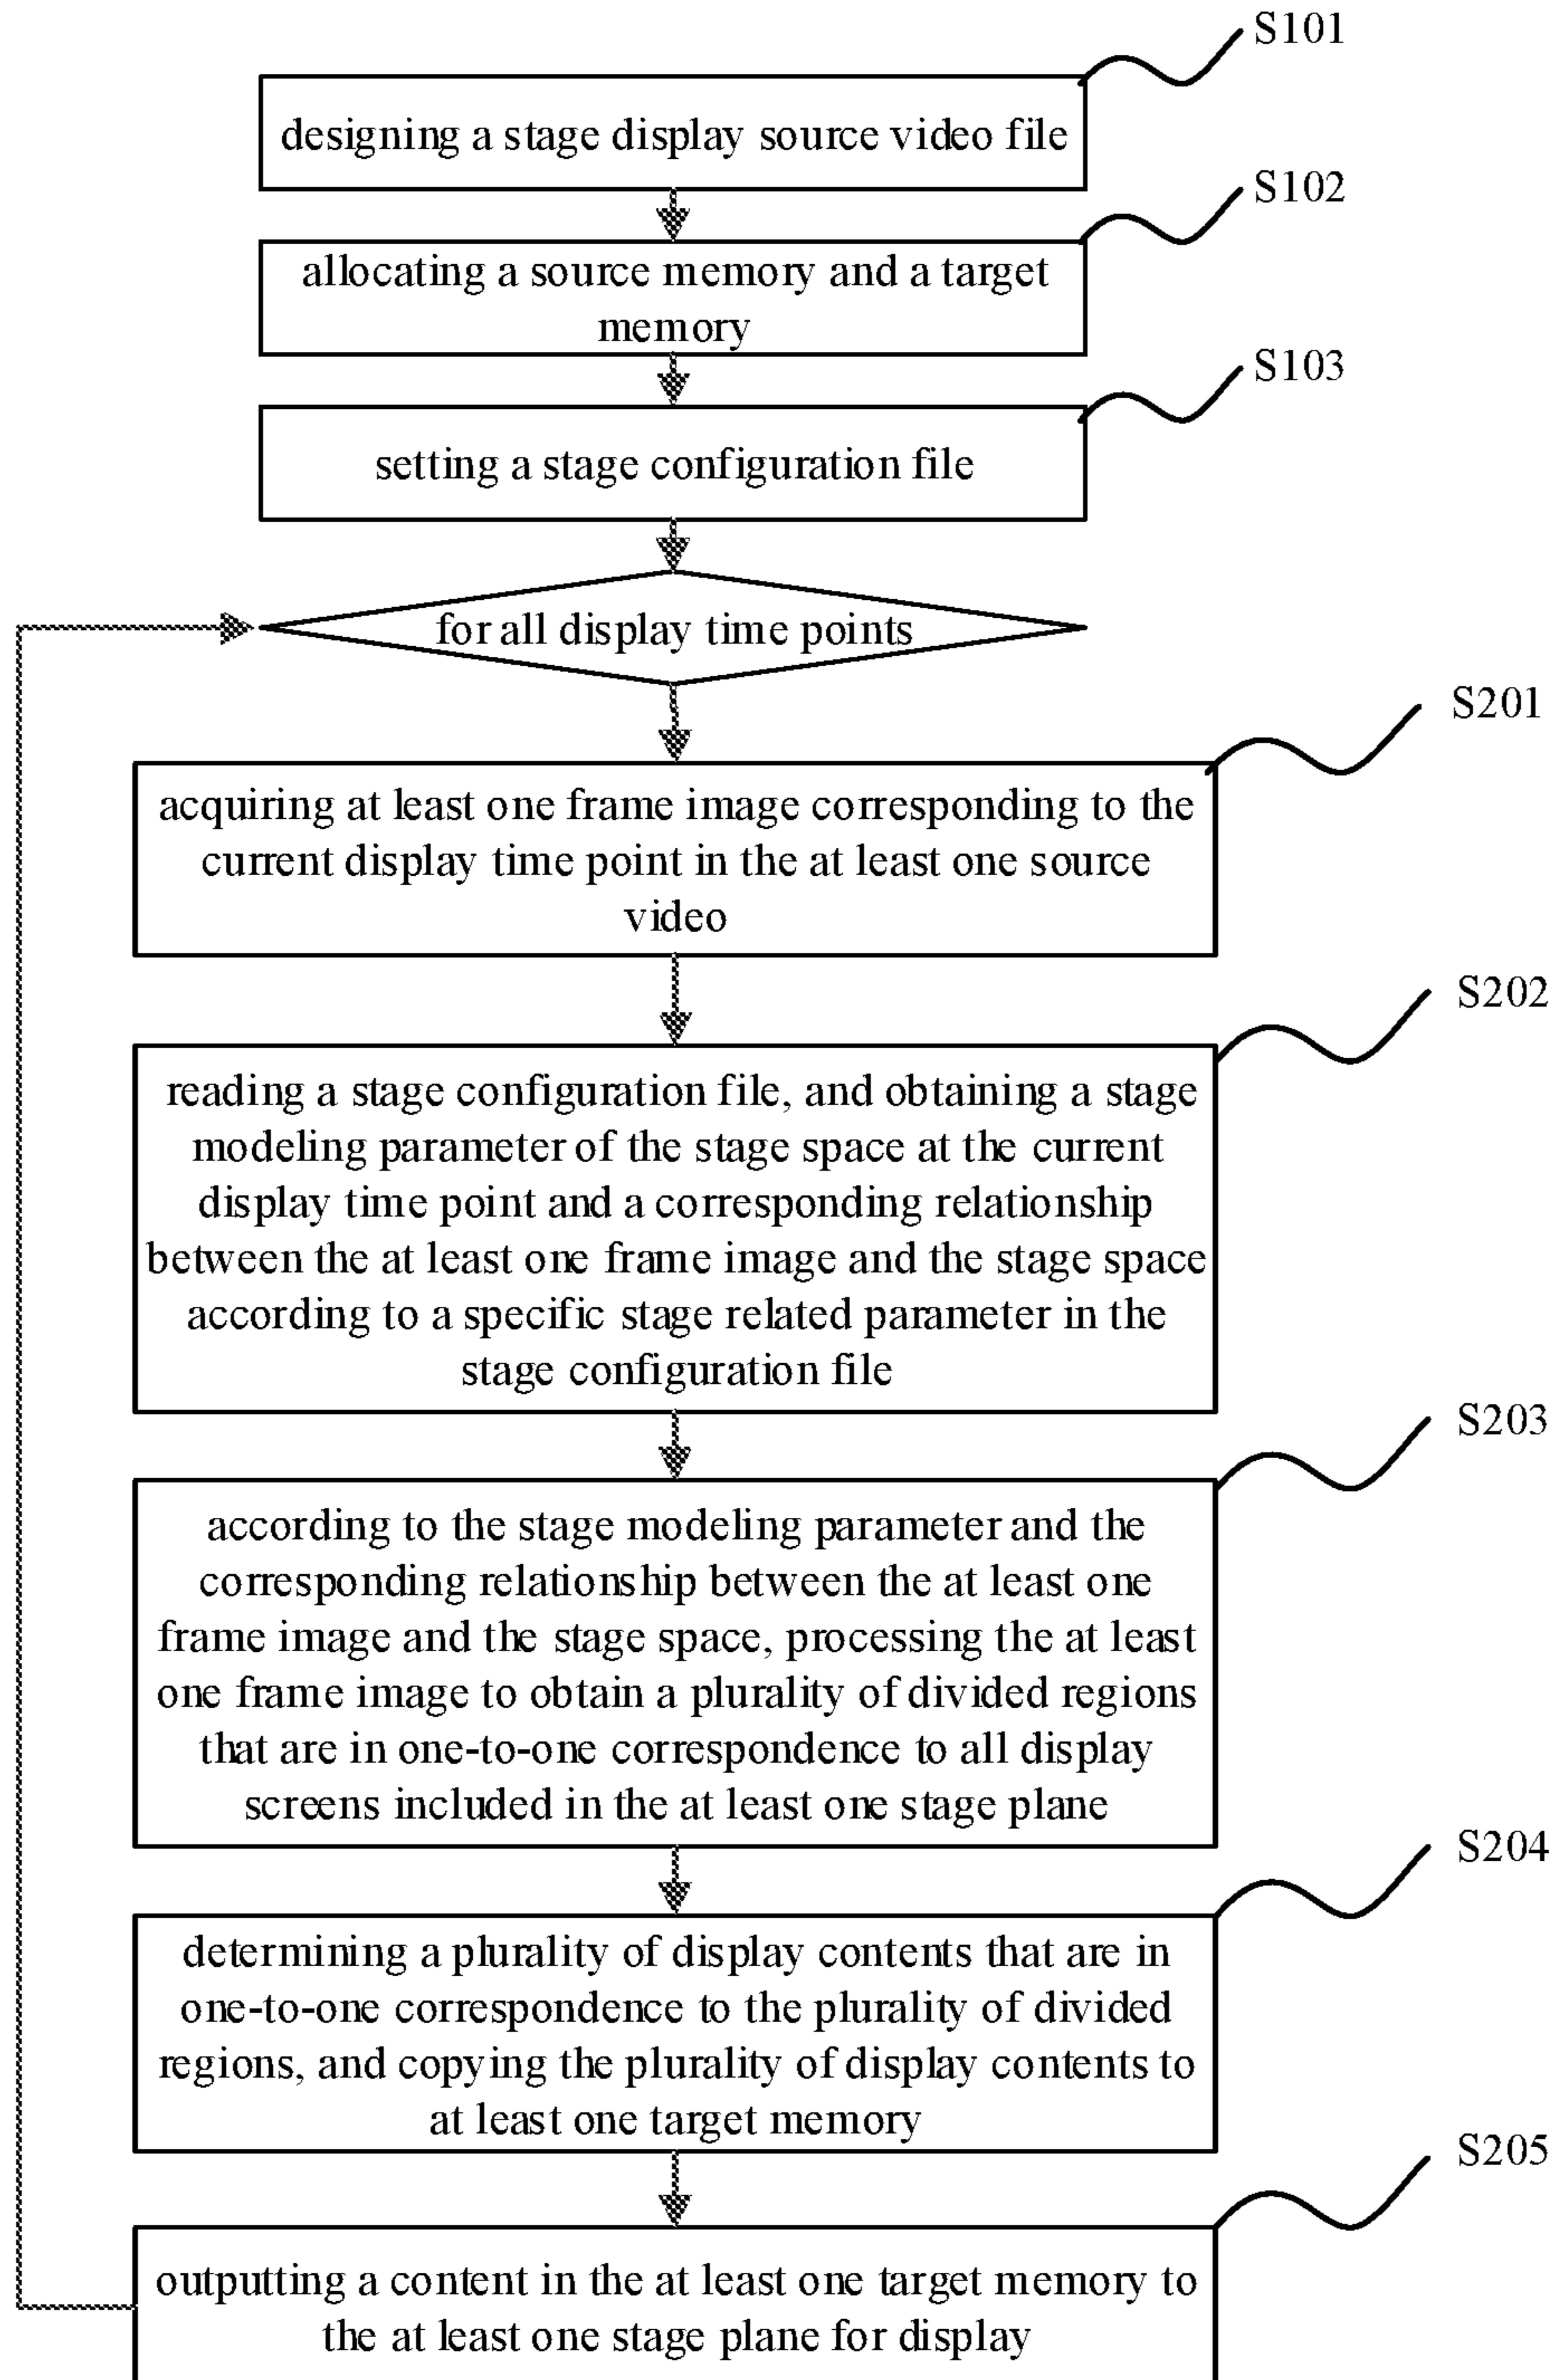 S101
designing a stage display source video file
S102
allocating a source memory and a target
memory
S103
setting a stage configuration file
for all display time points
S201
acquiring at least one frame image corresponding to the
current display time point in the at least one source
video
S202
reading a stage configuration file, and obtaining a stage
modeling parameter of the stage space at the current
display time point and a corresponding relationship
between the at least one frame image and the stage space
according to a specific stage related parameter in the
stage configuration file
S203
according to the stage modeling parameter and the
corresponding relationship between the at least one
frame image and the stage space, processing the at least
one frame image to obtain a plurality of divided regions
that are in one-to-one correspondence to all display
screens included in the at least one stage plane
S204
determining a plurality of display contents that are in
one-to-one correspondence to the plurality of divided
regions, and copying the plurality of display contents to
at least one target memory
S205
outputting a content in the at least one target memory to
the at least one stage plane for display